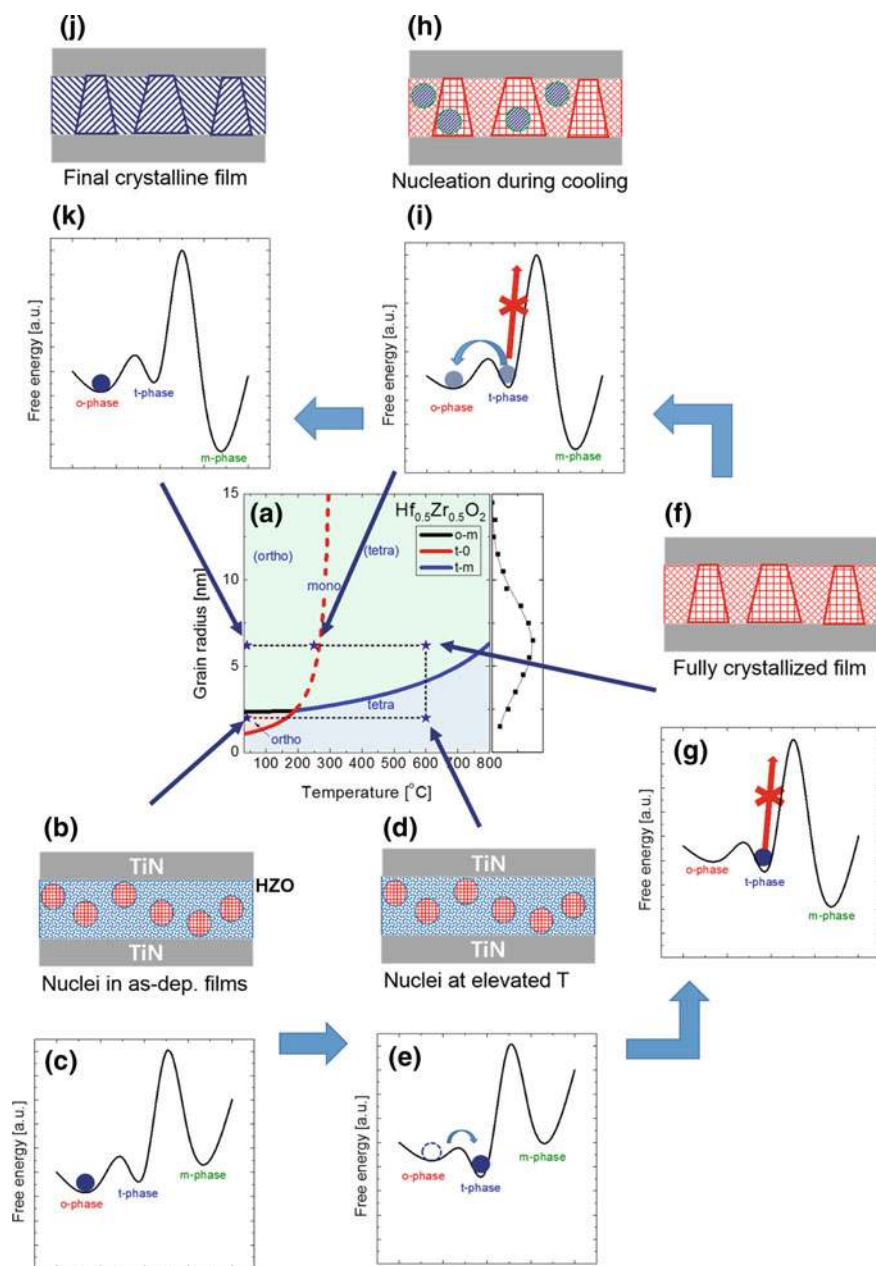 (j)
(h)
Final crystalline film
Nucleation during cooling
(k)
(i)
Free energy [a.u.]
o-phase
t-phase
m-phase
Free energy [a.u.]
o-phase
t-phase
m-phase
(a)
Hf0.5Zr0.5O2
o-m
t-0
t-m
(ortho)
(tetra)
mono
tetra
ortho
15
10
5
0
Grain radius [nm]
200 300 400 500 600 700 800
100
Temperature [°C]
(f)
Fully crystallized film
(g)
Free energy [a.u.]
o-phase
t-phase
m-phase
(b)
TiN
HZO
TiN
Nuclei in as-dep. films
(d)
TiN
TiN
Nuclei at elevated T
(c)
Free energy [a.u.]
o-phase
t-phase
m-phase
(e)
Free energy [a.u.]
o-phase
t-phase
m-phase